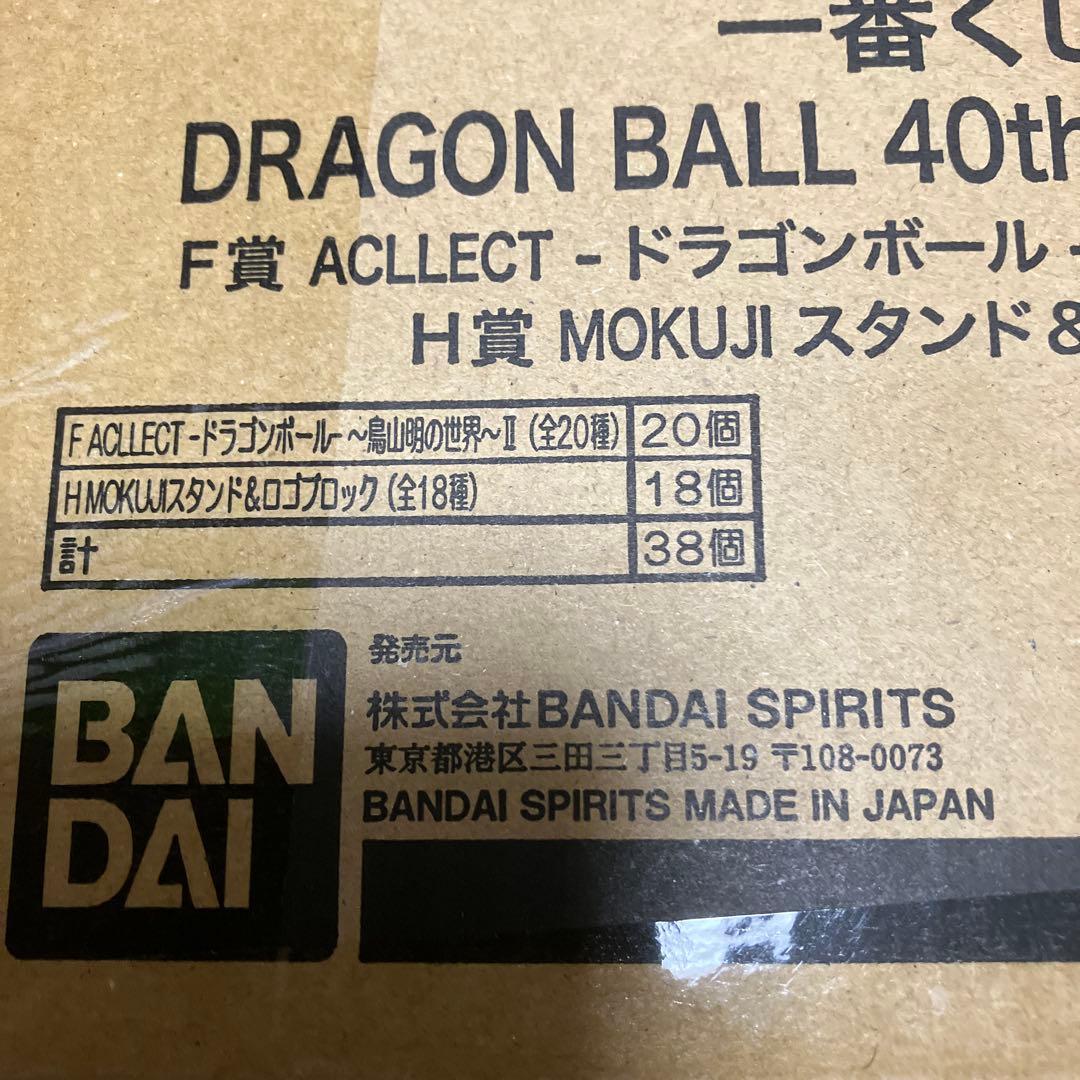 一番くじ
DRAGON BALL 40th
F賞 ACLLECT -ドラゴンボール -
H賞 MOKUJI スタンド&
F ACLLECT -ドラゴンボール- ～鳥山明の世界～Ⅱ (全20種) 20個
H MOKUJIスタンド&ロゴブロック (全18種) 18個
計 38個
BAN
DAI
発売元
株式会社BANDAI SPIRITS
東京都港区三田三丁目5-19 〒108-0073
BANDAI SPIRITS MADE IN JAPAN